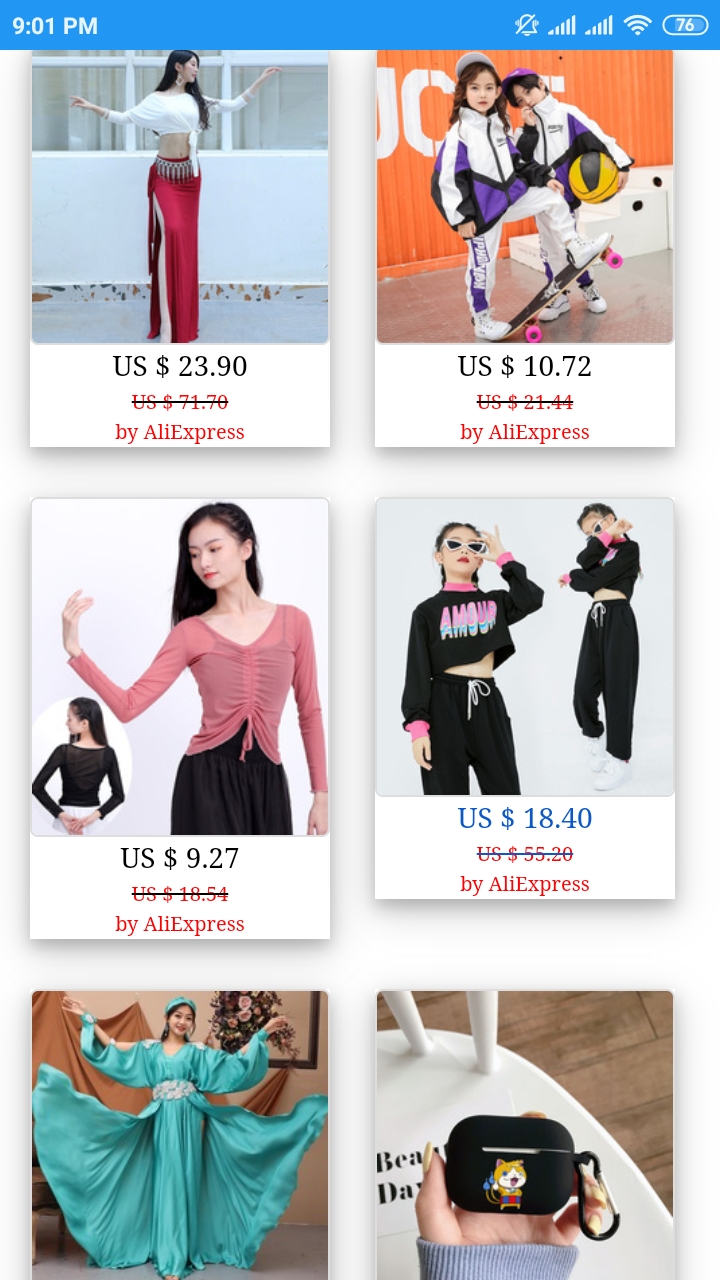 9:01 PM
76
UC
US $ 23.90
US $ 71.70
by AliExpress
US $ 10.72
US $ 21.44
by AliExpress
US $ 9.27
US $ 18.54
by AliExpress
AMOUR
US $ 18.40
US $ 55.20
by AliExpress
Bea
Day